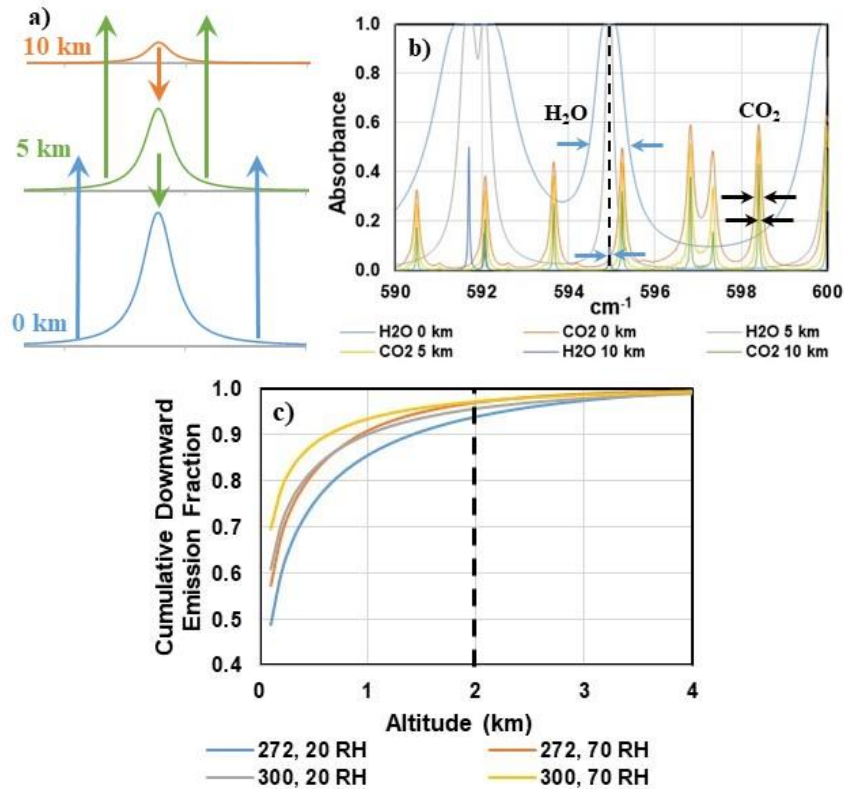 a)
10 km
5 km
0 km
b)
H₂O
CO₂
Absorbance
1.0
0.8
0.6
0.4
0.2
0.0
590 592 594 596 598 600
cm⁻¹
H2O 0 km CO2 0 km H2O 5 km
CO2 5 km H2O 10 km CO2 10 km
c)
Cumulative Downward
Emission Fraction
1.0
0.9
0.8
0.7
0.6
0.5
0.4
0 1 2 3 4
Altitude (km)
272, 20 RH 272, 70 RH
300, 20 RH 300, 70 RH